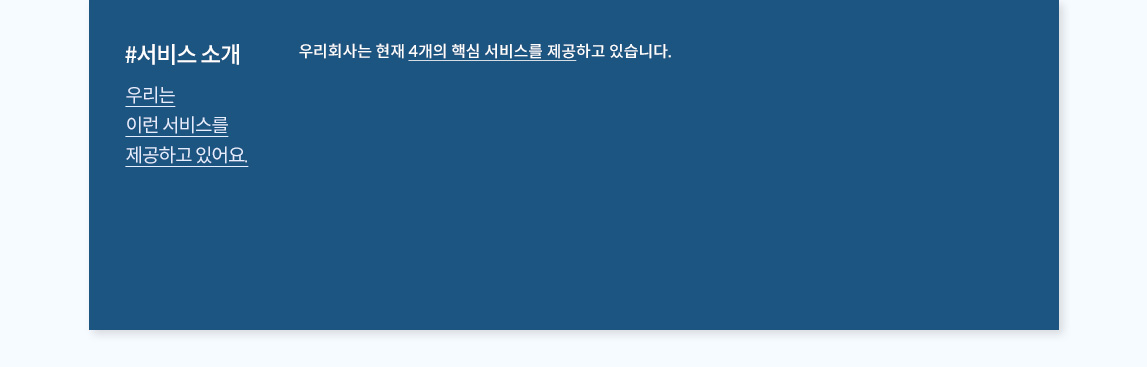 #서비스 소개
우리는
이런 서비스를
제공하고 있어요.
우리회사는 현재 4개의 핵심 서비스를 제공하고 있습니다.